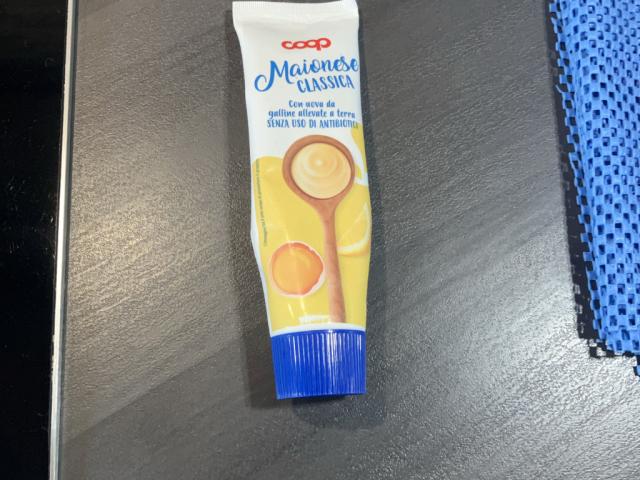 coop
Maionese
CLASSICA
Con uova da
galline allevate a terra
SENZA USO DI ANTIBIOTICI